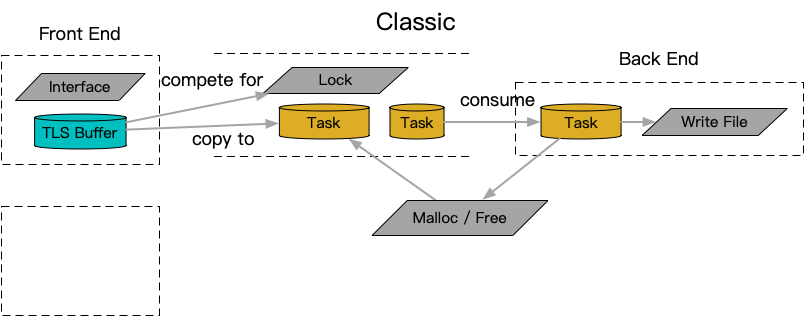 Classic
Front End
Back End
Interface
compete for
Lock
consume
TLS Buffer
Task
Task
Task
Write File
copy to
Malloc / Free